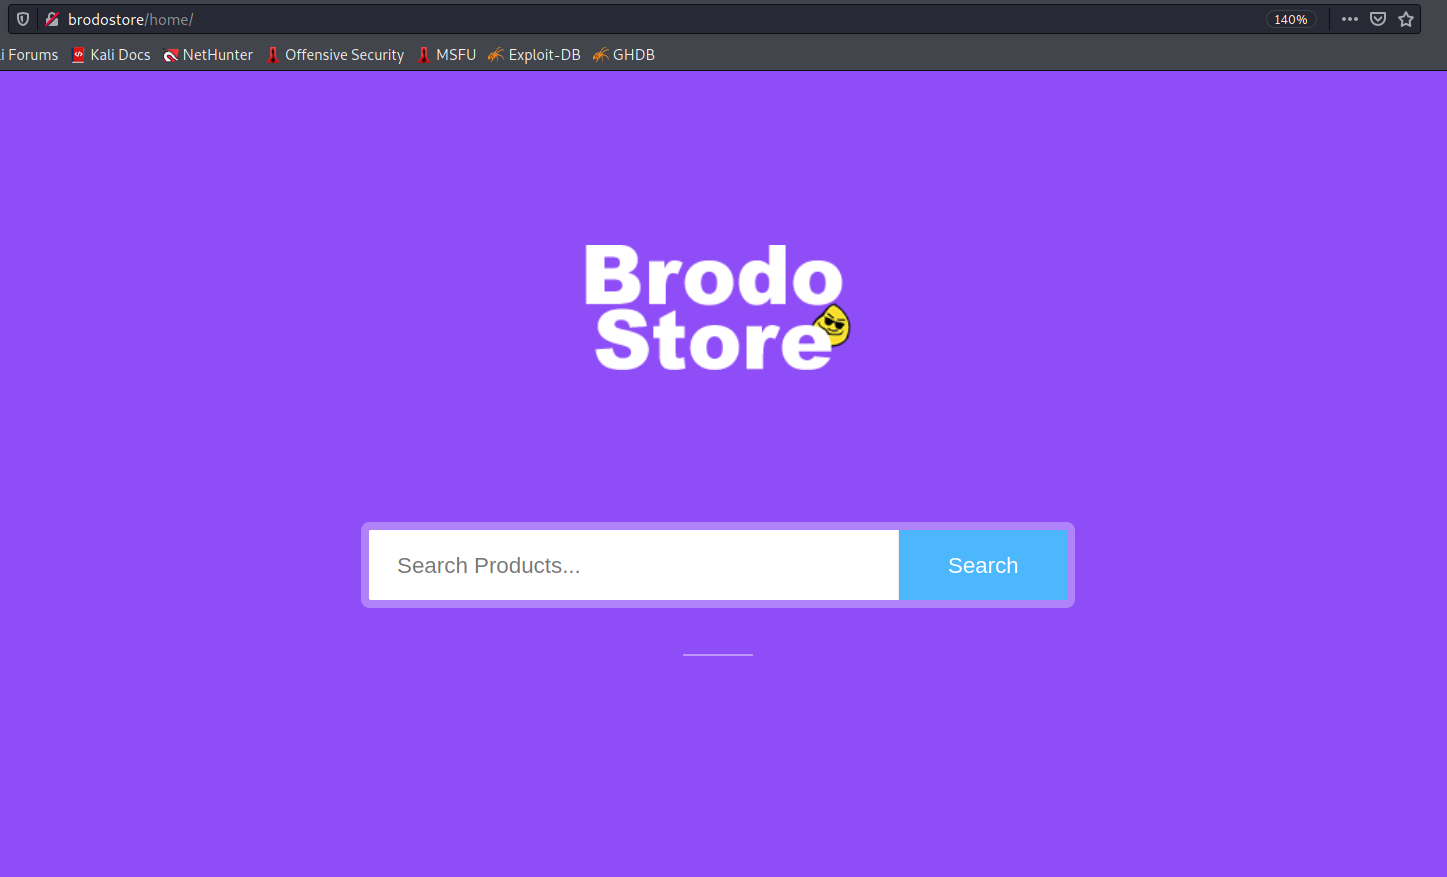 brodostore/home/
140%
i Forums Kali Docs NetHunter Offensive Security MSFU Exploit-DB GHDB
Brodo
Store
Search Products... Search